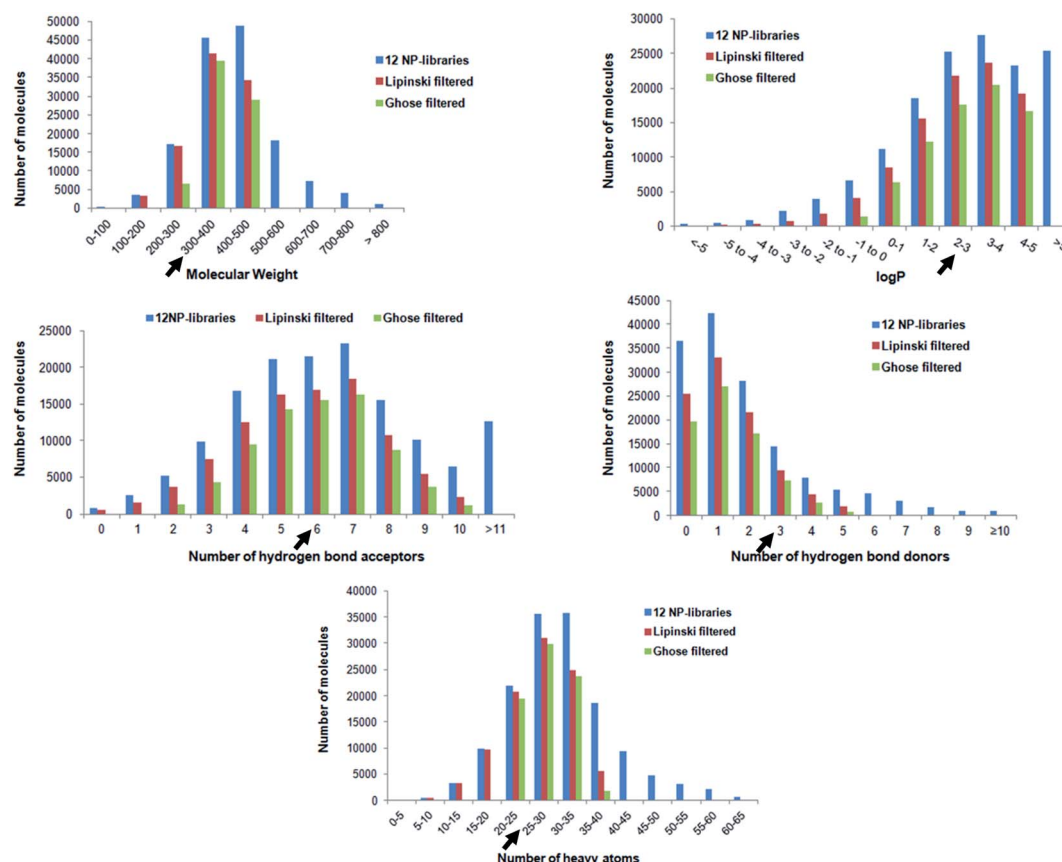 50000
45000
40000
35000
30000
25000
20000
15000
10000
5000
0
Number of molecules
12 NP-libraries
Lipinski filtered
Ghose filtered
0-100
100-200
200-300
300-400
400-500
500-600
600-700
700-800
> 800
Molecular Weight
30000
25000
20000
15000
10000
5000
0
Number of molecules
12 NP-libraries
Lipinski filtered
Ghose filtered
<-5
-5 to -4
-4 to -3
-3 to -2
-2 to -1
-1 to 0
0-1
1-2
2-3
3-4
4-5
logP
12NP-libraries Lipinski filtered Ghose filtered
25000
20000
15000
10000
5000
0
Number of molecules
0 1 2 3 4 5 6 7 8 9 10 >11
Number of hydrogen bond acceptors
45000
40000
35000
30000
25000
20000
15000
10000
5000
0
Number of molecules
12 NP-libraries
Lipinski filtered
Ghose filtered
0 1 2 3 4 5 6 7 8 9 ≥10
Number of hydrogen bond donors
40000
35000
30000
25000
20000
15000
10000
5000
0
Number of molecules
12 NP-libraries
Lipinski filtered
Ghose filtered
0-5
5-10
10-15
15-20
20-25
25-30
30-35
35-40
40-45
45-50
50-55
55-60
60-65
Number of heavy atoms